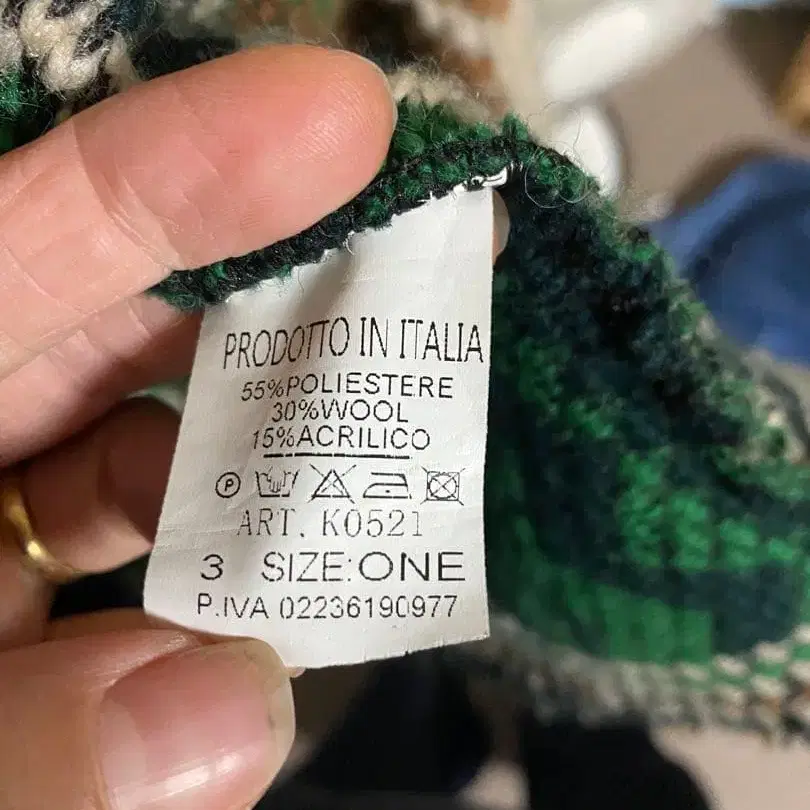 PRODOTTO IN ITALIA
55%POLIESTERE
30%WOOL
15%ACRILICO
P
ART. K0521
3 SIZE:ONE
P.IVA 02236190977